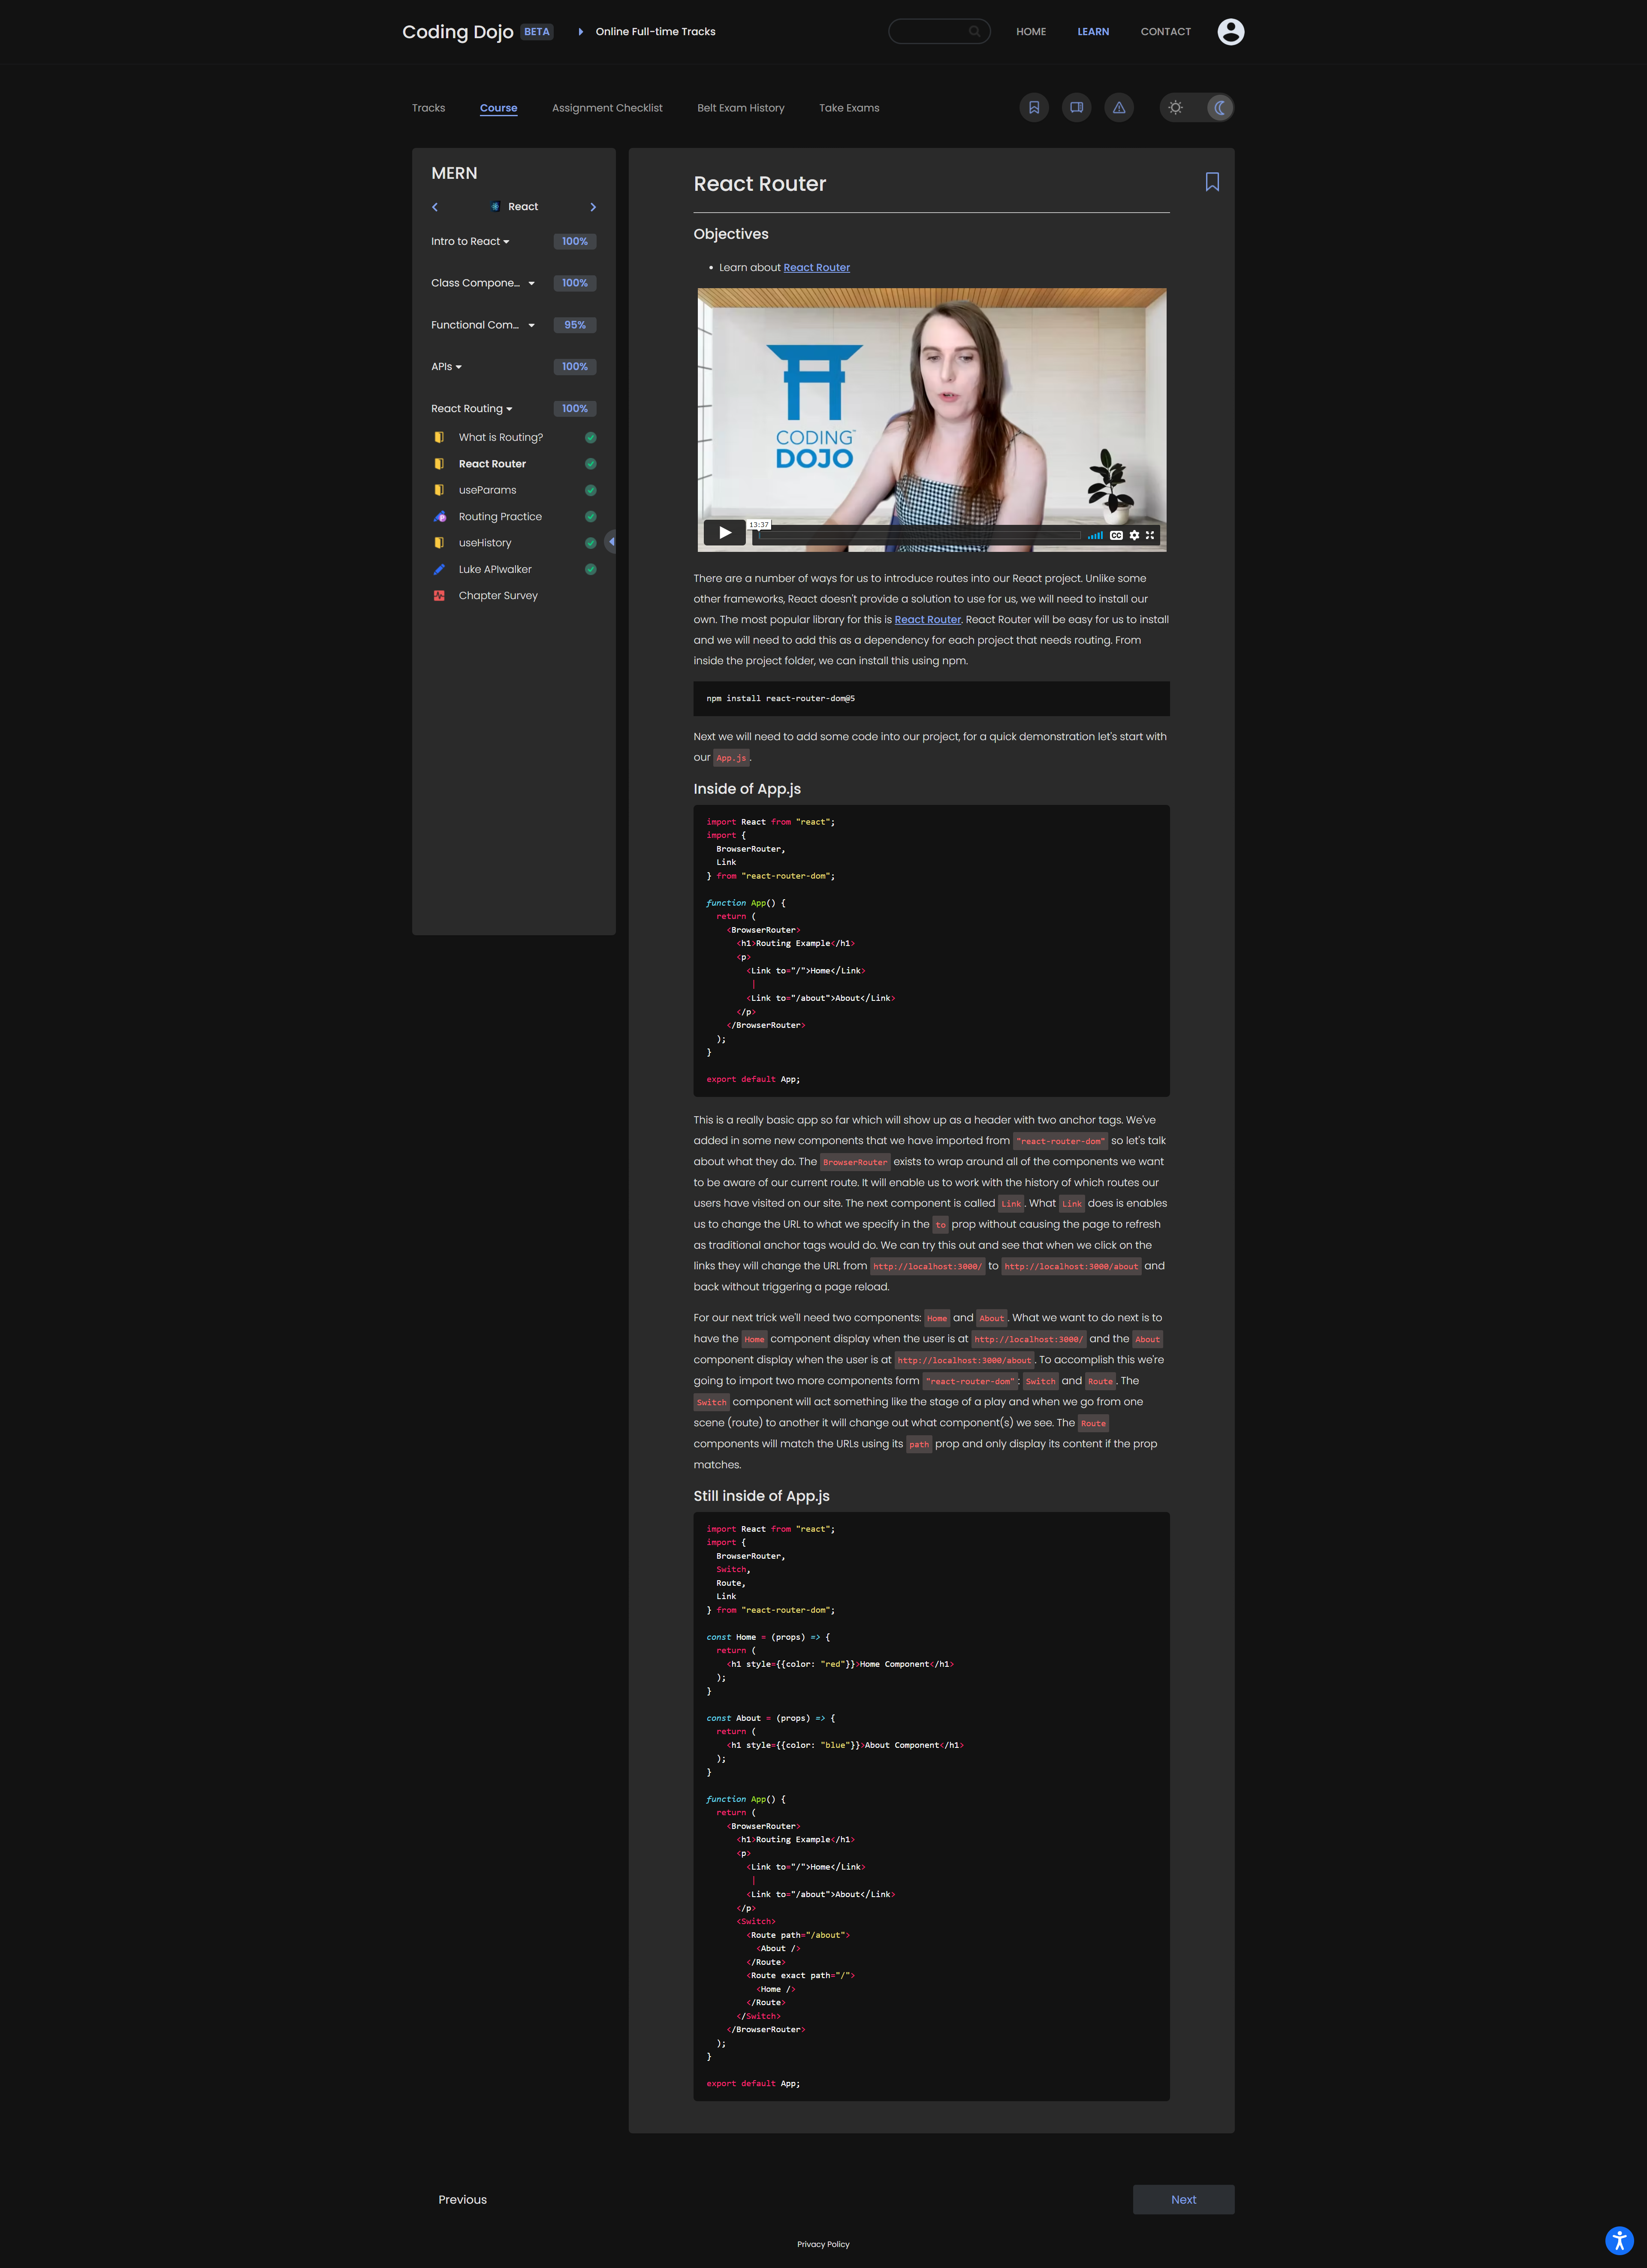 Coding Dojo BETA Online Full-time Tracks HOME LEARN CONTACT
Tracks Course Assignment Checklist Belt Exam History Take Exams
MERN
React
Intro to React 100%
Class Compone... 100%
Functional Com... 95%
APIs 100%
React Routing 100%
What is Routing?
React Router
useParams
Routing Practice
useHistory
Luke APIwalker
Chapter Survey
React Router
Objectives
• Learn about React Router
CODING™
DOJO
13:37
CC
There are a number of ways for us to introduce routes into our React project. Unlike some
other frameworks, React doesn't provide a solution to use for us, we will need to install our
own. The most popular library for this is React Router. React Router will be easy for us to install
and we will need to add this as a dependency for each project that needs routing. From
inside the project folder, we can install this using npm.
npm install react-router-dom@5
Next we will need to add some code into our project, for a quick demonstration let's start with
our App.js.
Inside of App.js
import React from "react";
import {
  BrowserRouter,
  Link
} from "react-router-dom";
function App() {
  return (
    <BrowserRouter>
      <h1>Routing Example</h1>
      <p>
        <Link to="/">Home</Link>
         |
        <Link to="/about">About</Link>
      </p>
    </BrowserRouter>
  );
}
export default App;
This is a really basic app so far which will show up as a header with two anchor tags. We've
added in some new components that we have imported from "react-router-dom" so let's talk
about what they do. The BrowserRouter exists to wrap around all of the components we want
to be aware of our current route. It will enable us to work with the history of which routes our
users have visited on our site. The next component is called Link. What Link does is enables
us to change the URL to what we specify in the to prop without causing the page to refresh
as traditional anchor tags would do. We can try this out and see that when we click on the
links they will change the URL from http://localhost:3000/ to http://localhost:3000/about and
back without triggering a page reload.
For our next trick we'll need two components: Home and About. What we want to do next is to
have the Home component display when the user is at http://localhost:3000/ and the About
component display when the user is at http://localhost:3000/about. To accomplish this we're
going to import two more components form "react-router-dom": Switch and Route. The
Switch component will act something like the stage of a play and when we go from one
scene (route) to another it will change out what component(s) we see. The Route
components will match the URLs using its path prop and only display its content if the prop
matches.
Still inside of App.js
import React from "react";
import {
  BrowserRouter,
  Switch,
  Route,
  Link
} from "react-router-dom";
const Home = (props) => {
  return (
    <h1 style={{color: "red"}}>Home Component</h1>
  );
}
const About = (props) => {
  return (
    <h1 style={{color: "blue"}}>About Component</h1>
  );
}
function App() {
  return (
    <BrowserRouter>
      <h1>Routing Example</h1>
      <p>
        <Link to="/">Home</Link>
         |
        <Link to="/about">About</Link>
      </p>
      <Switch>
        <Route path="/about">
          <About />
        </Route>
        <Route exact path="/">
          <Home />
        </Route>
      </Switch>
    </BrowserRouter>
  );
}
export default App;
Previous Next
Privacy Policy